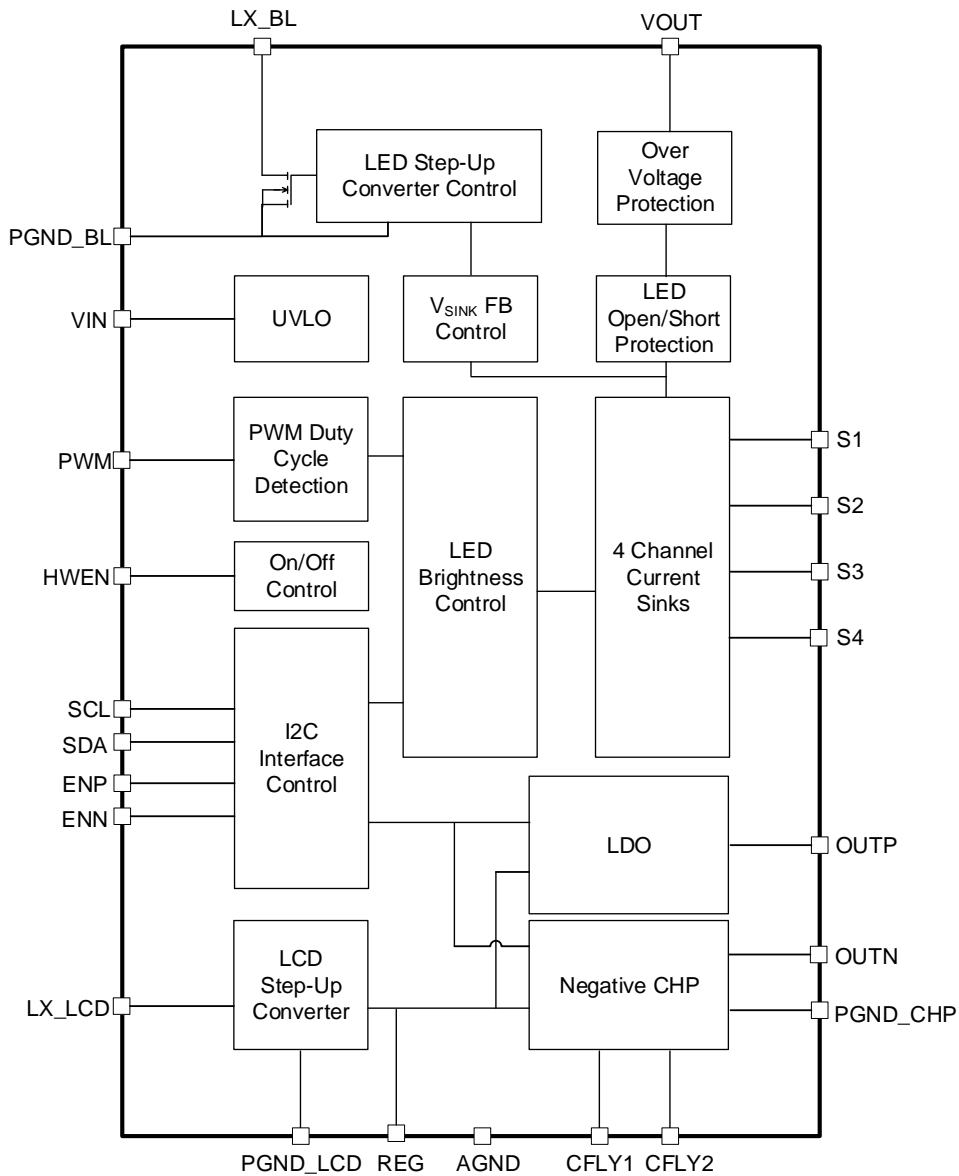 LX_BL
VOUT
LED Step-Up
Converter Control
Over
Voltage
Protection
PGND_BL
VIN
UVLO
VSINK FB
Control
LED
Open/Short
Protection
PWM
PWM Duty
Cycle
Detection
HWEN
On/Off
Control
LED
Brightness
Control
4 Channel
Current
Sinks
S1
S2
S3
S4
SCL
SDA
ENP
ENN
I2C
Interface
Control
LDO
OUTP
LX_LCD
LCD
Step-Up
Converter
Negative CHP
OUTN
PGND_CHP
PGND_LCD
REG
AGND
CFLY1
CFLY2